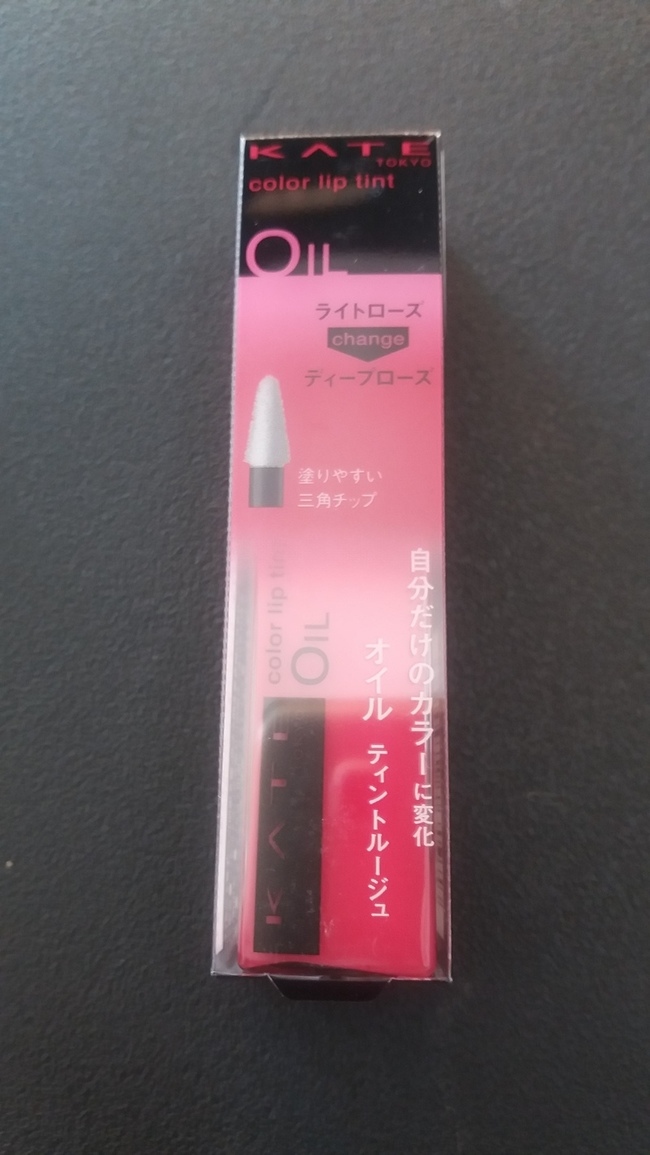 KATE
TOKYO
color lip tint
OIL
ライトローズ
change
ディープローズ
塗りやすい
三角チップ
自分だけのカラーに変化
オイル ティントルージュ
color lip tint
OIL
KATE